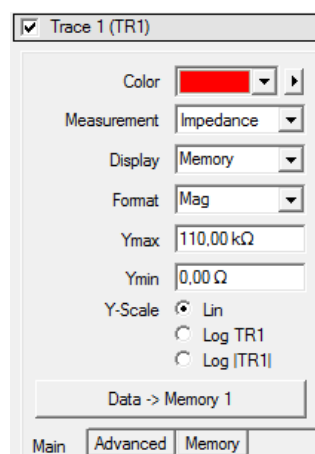 Trace 1 (TR1)
Color
Measurement Impedance
Display Memory
Format Mag
Ymax 110,00 kΩ
Ymin 0,00 Ω
Y-Scale Lin
Log TR1
Log |TR1|
Data -> Memory 1
Main Advanced Memory